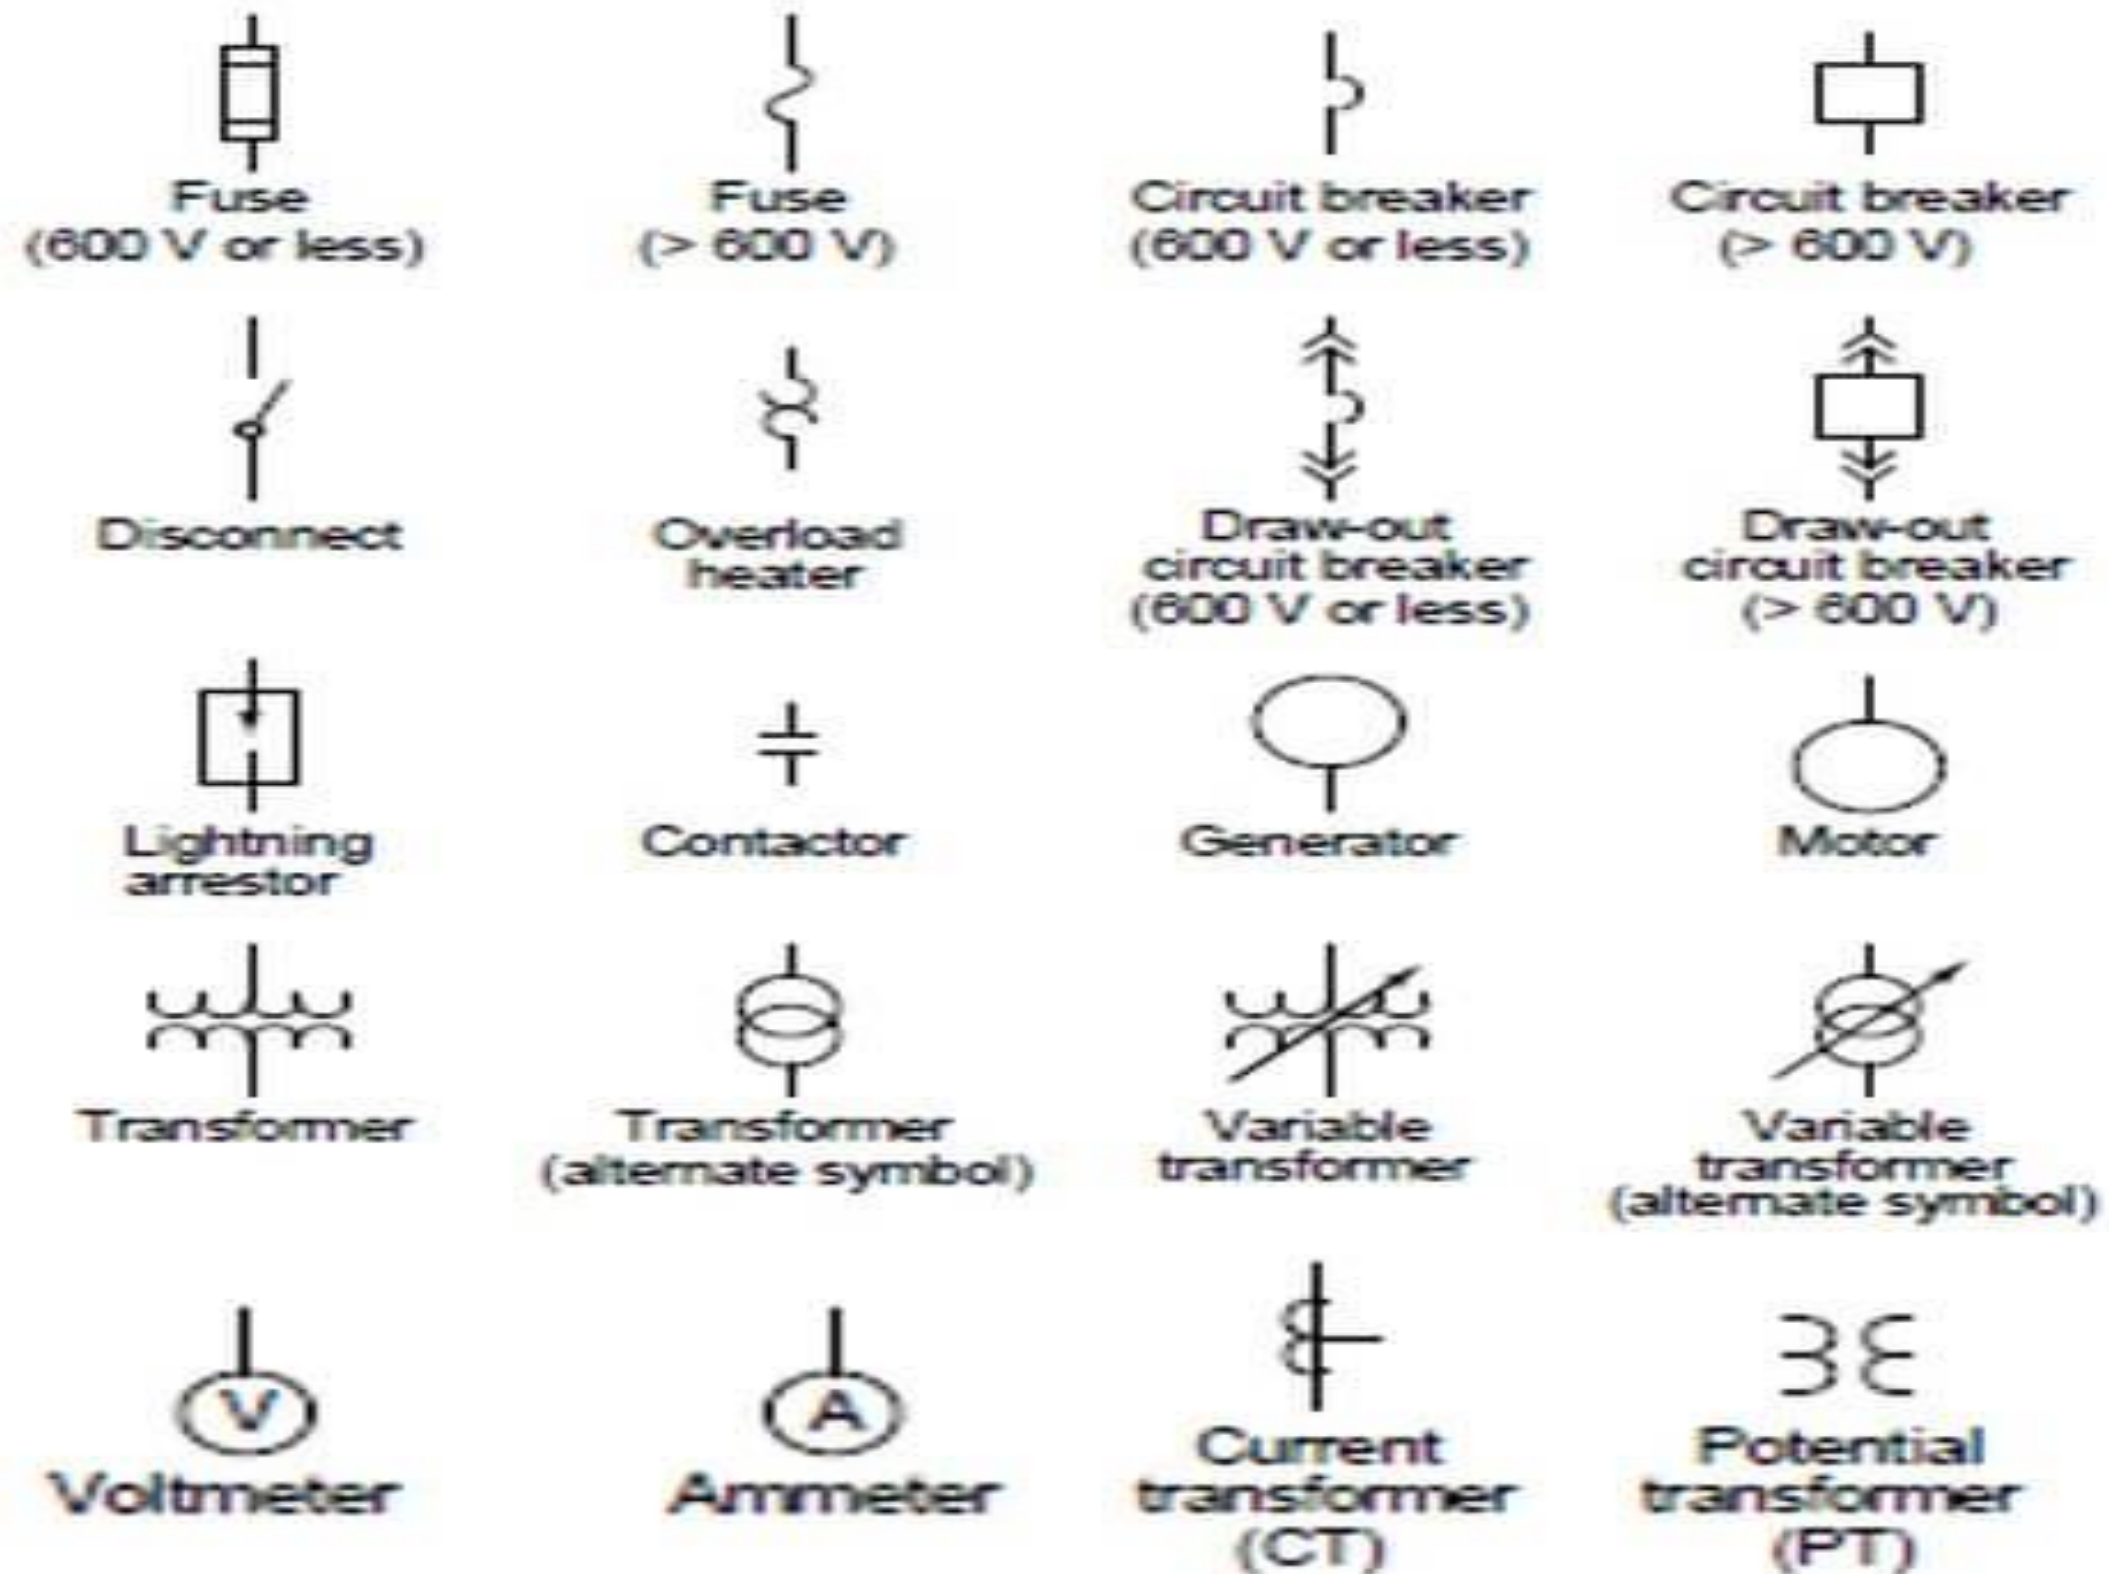 Fuse
(600 V or less)
Fuse
(> 600 V)
Circuit breaker
(600 V or less)
Circuit breaker
(> 600 V)
Disconnect
Overload
heater
Draw-out
circuit breaker
(600 V or less)
Draw-out
circuit breaker
(> 600 V)
Lightning
arrestor
Contactor
Generator
Motor
Transformer
Transformer
(alternate symbol)
Variable
transformer
Variable
transformer
(alternate symbol)
V
Voltmeter
A
Ammeter
Current
transformer
(CT)
Potential
transformer
(PT)